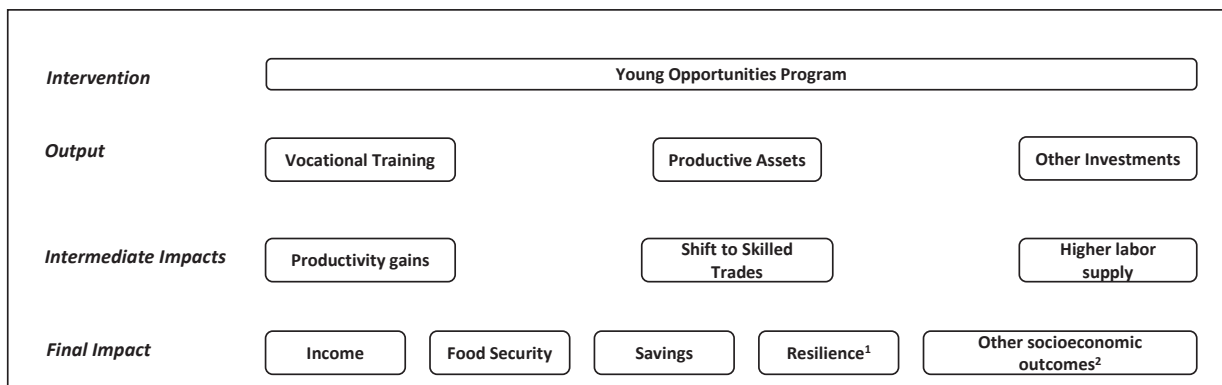 Intervention
Young Opportunities Program
Output
Vocational Training
Productive Assets
Other Investments
Intermediate Impacts
Productivity gains
Shift to Skilled
Trades
Higher labor
supply
Final Impact
Income
Food Security
Savings
Resilience¹
Other socioeconomic
outcomes²